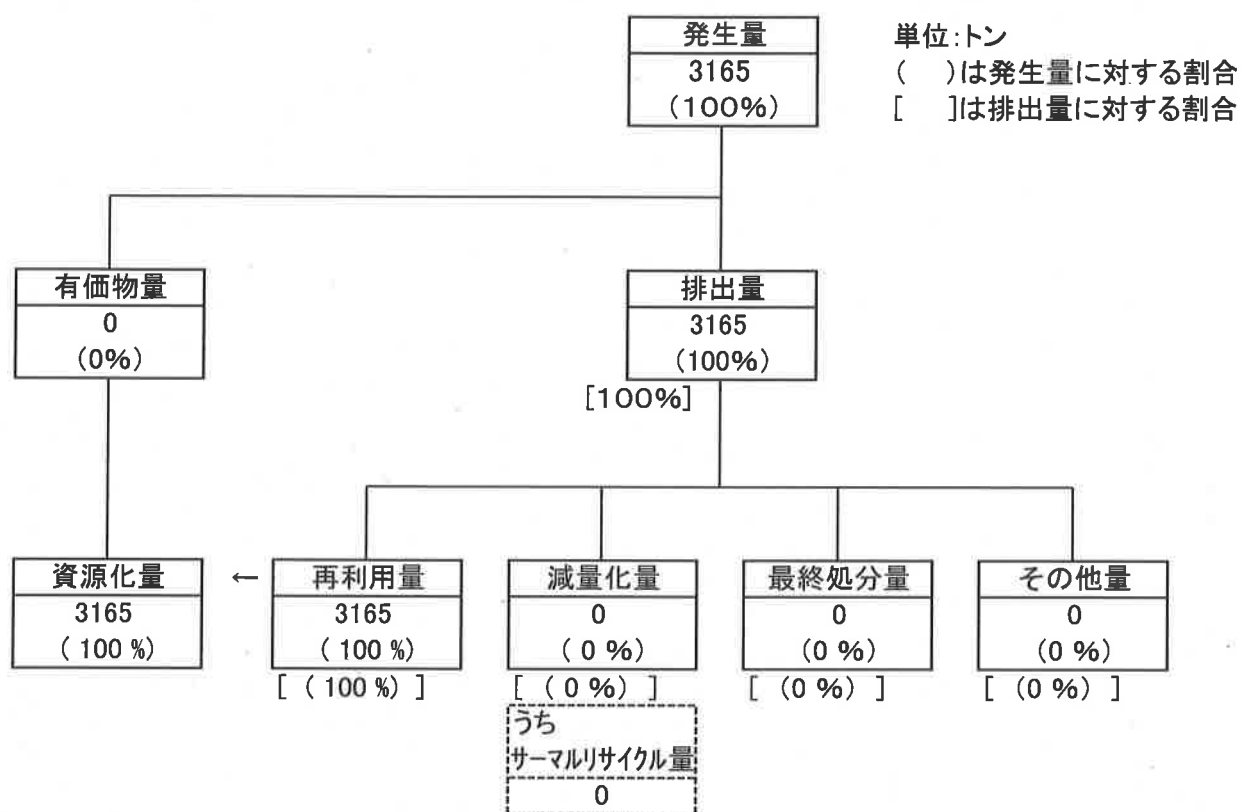 発生量
3165
(100%)
単位:トン
(　)は発生量に対する割合
[　]は排出量に対する割合
有価物量
0
(0%)
排出量
3165
(100%)
[100%]
資源化量
3165
( 100 %)
←
再利用量
3165
( 100 %)
[ ( 100 %) ]
減量化量
0
( 0 %)
[ ( 0 %) ]
最終処分量
0
(0 %)
[ (0 %) ]
その他量
0
(0 %)
[ (0 %) ]
うち
サーマルリサイクル量
0